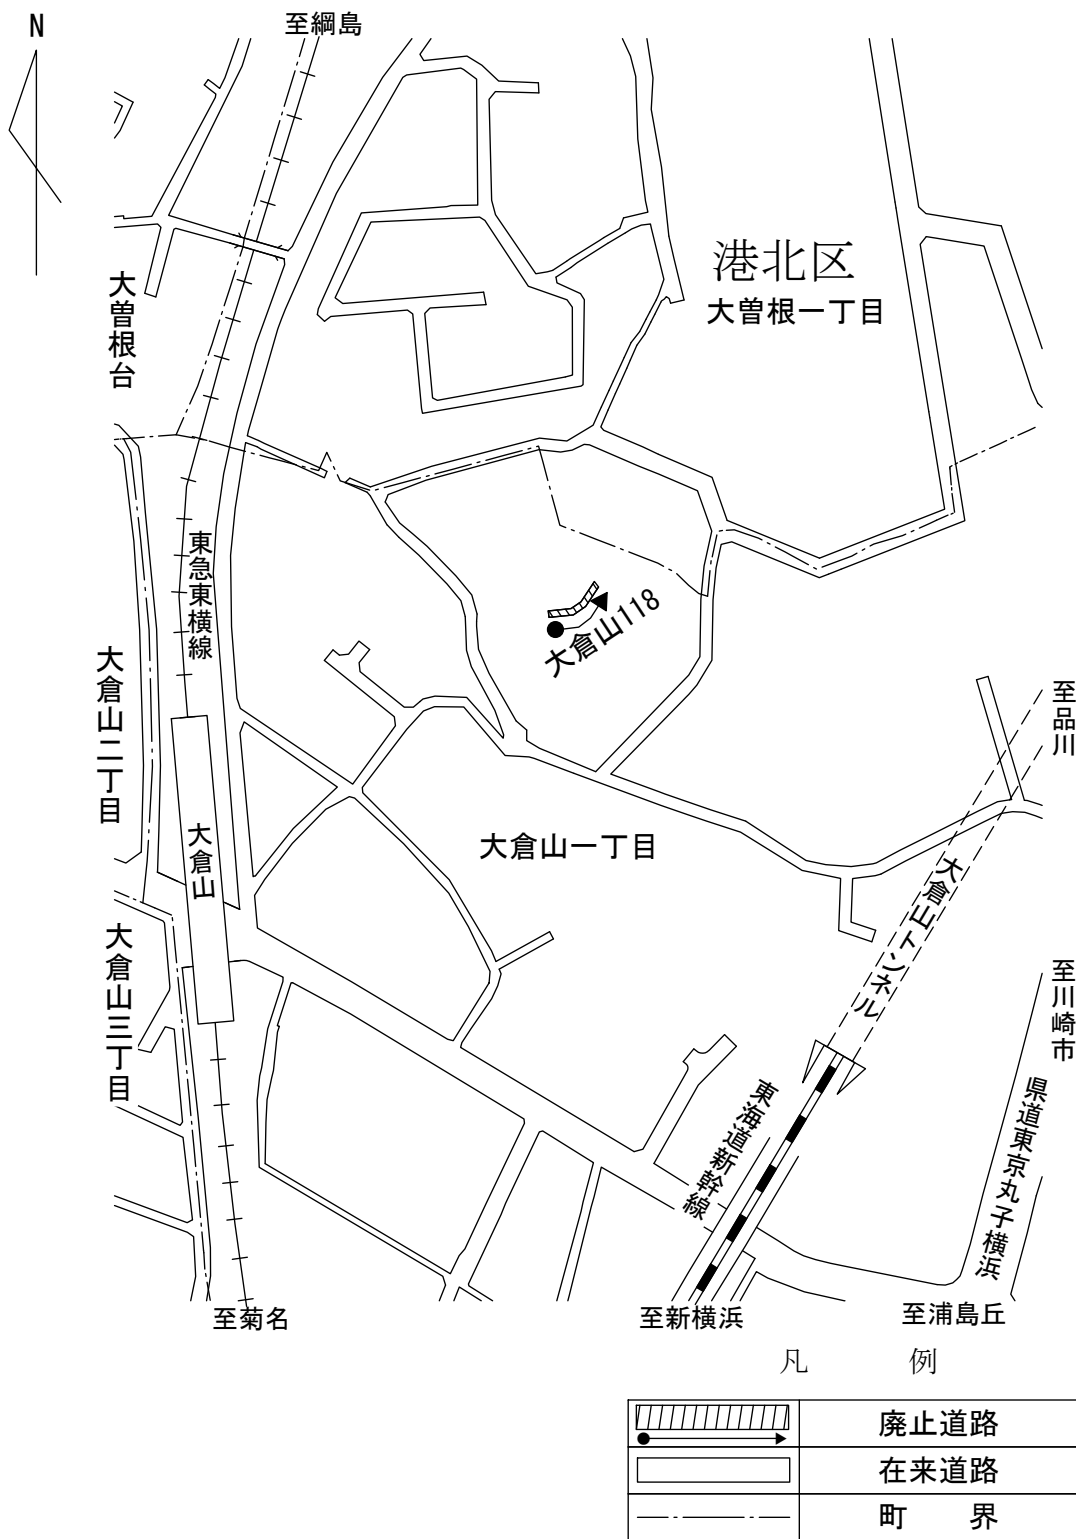 N
至綱島
港北区
大曽根一丁目
大曽根台
東急東横線
大倉山118
大倉山二丁目
至品川
大倉山
大倉山一丁目
大倉山トンネル
大倉山三丁目
至川崎市
東海道新幹線
県道東京丸子横浜
至菊名
至新横浜
至浦島丘
凡例
廃止道路
在来道路
町界